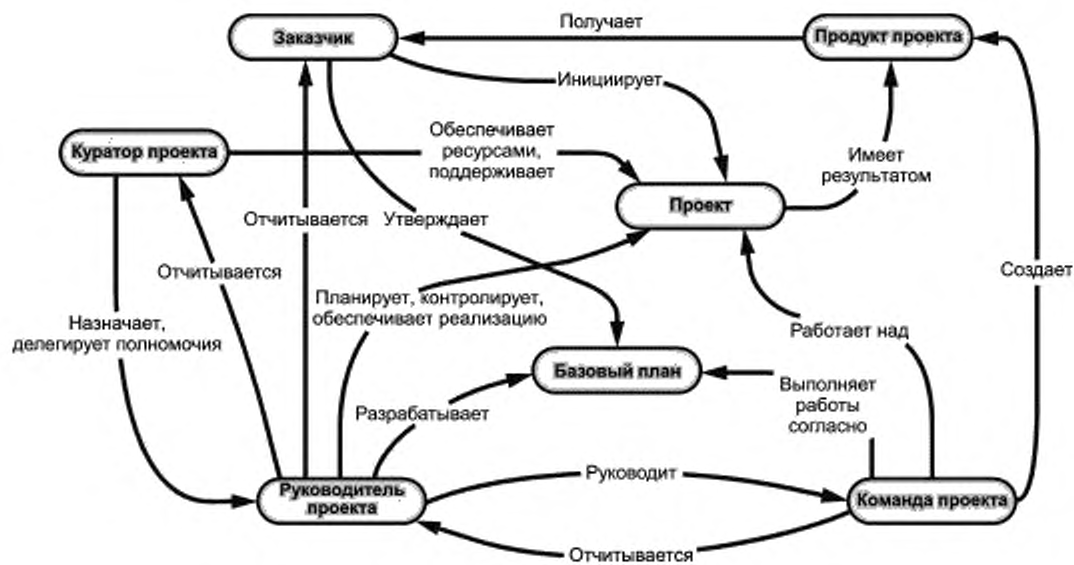 Получает
Заказчик
Продукт проекта
Инициирует
Обеспечивает
ресурсами,
поддерживает
Куратор проекта
Имеет
результатом
Проект
Отчитывается
Утверждает
Отчитывается
Создает
Планирует, контролирует,
обеспечивает реализацию
Назначает,
делегирует полномочия
Работает над
Базовый план
Выполняет
работы
согласно
Разрабатывает
Руководит
Руководитель
проекта
Команда проекта
Отчитывается